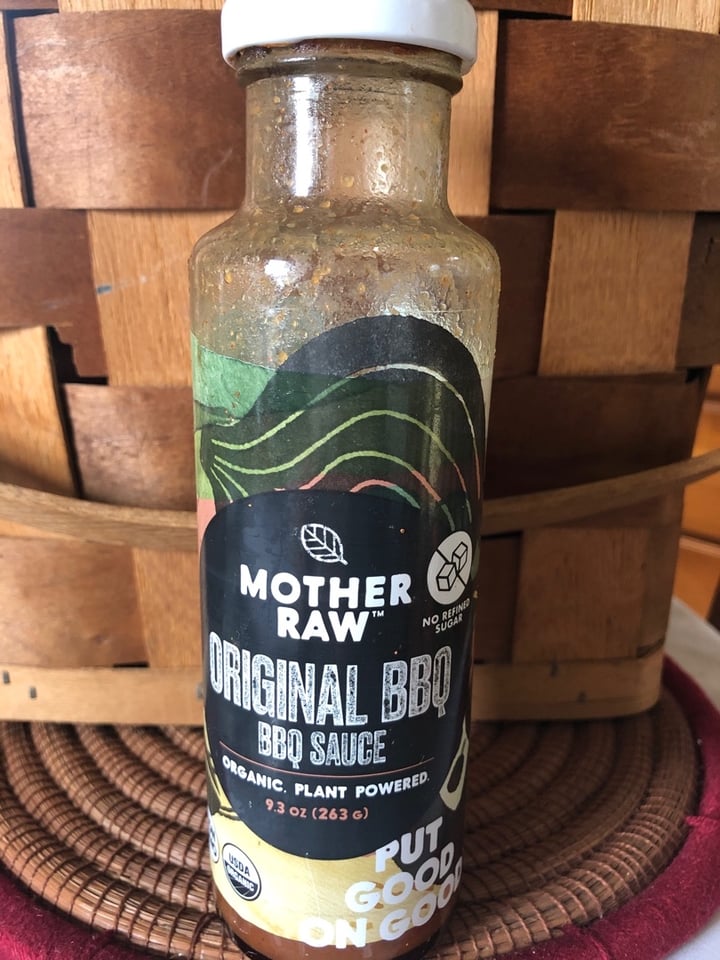 MOTHER
RAW™
NO REFINED
SUGAR
ORIGINAL BBQ
BBQ SAUCE
ORGANIC. PLANT POWERED.
9.3 OZ (263 G)
USDA
ORGANIC
PUT
GOOD
ON GOOD